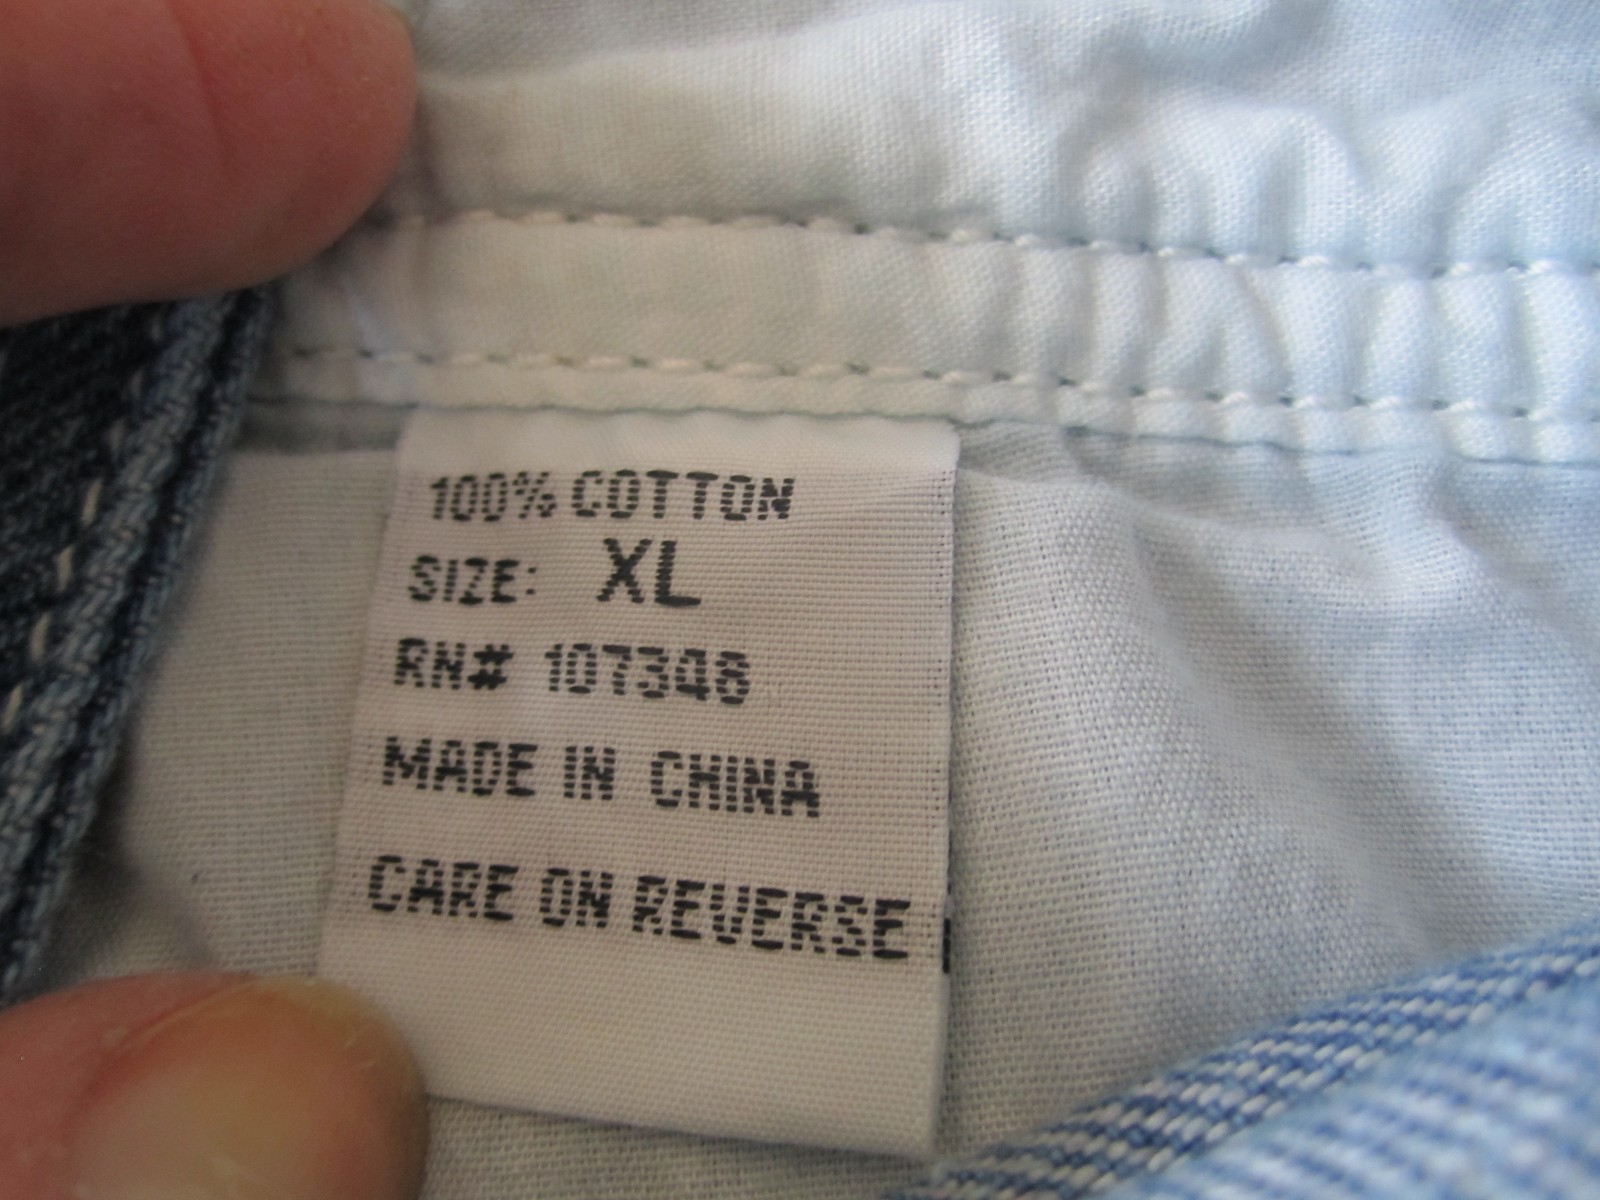 100% COTTON
SIZE: XL
RN# 107348
MADE IN CHINA
CARE ON REVERSE